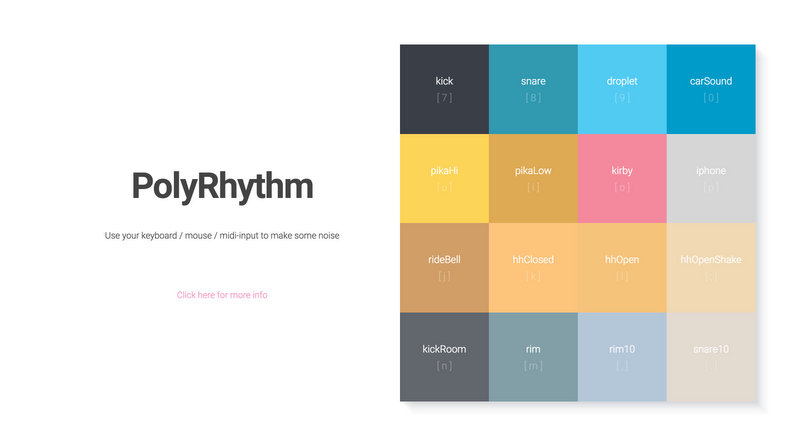 PolyRhythm
Use your keyboard / mouse / midi-input to make some noise
Click here for more info
kick snare droplet carSound
[ 7 ] [ 8 ] [ 9 ] [ 0 ]
pikaHi pikaLow kirby iphone
[ u ] [ i ] [ o ] [ p ]
rideBell hhClosed hhOpen hhOpenShake
[ j ] [ k ] [ l ]
kickRoom rim rim10 snare10
[ n ] [ m ] [ , ]